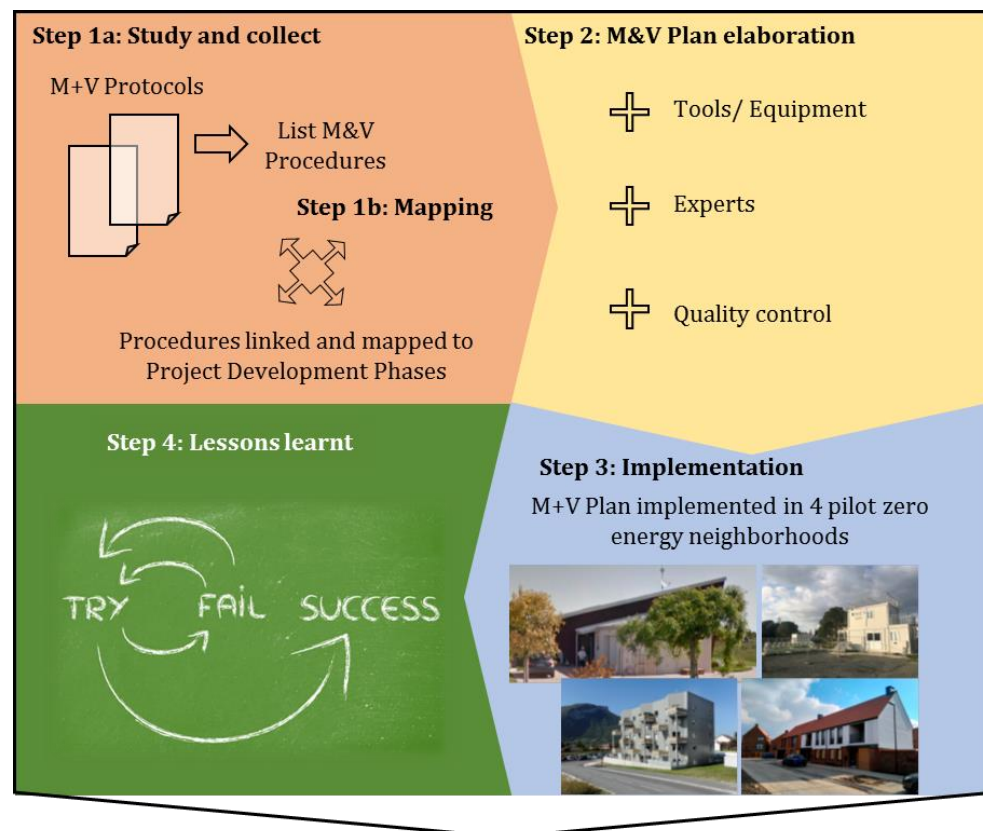 Step 1a: Study and collect
M+V Protocols
List M&V
Procedures
Step 1b: Mapping
Procedures linked and mapped to
Project Development Phases
Step 2: M&V Plan elaboration
Tools/ Equipment
Experts
Quality control
Step 3: Implementation
M+V Plan implemented in 4 pilot zero
energy neighborhoods
Step 4: Lessons learnt
TRY FAIL SUCCESS